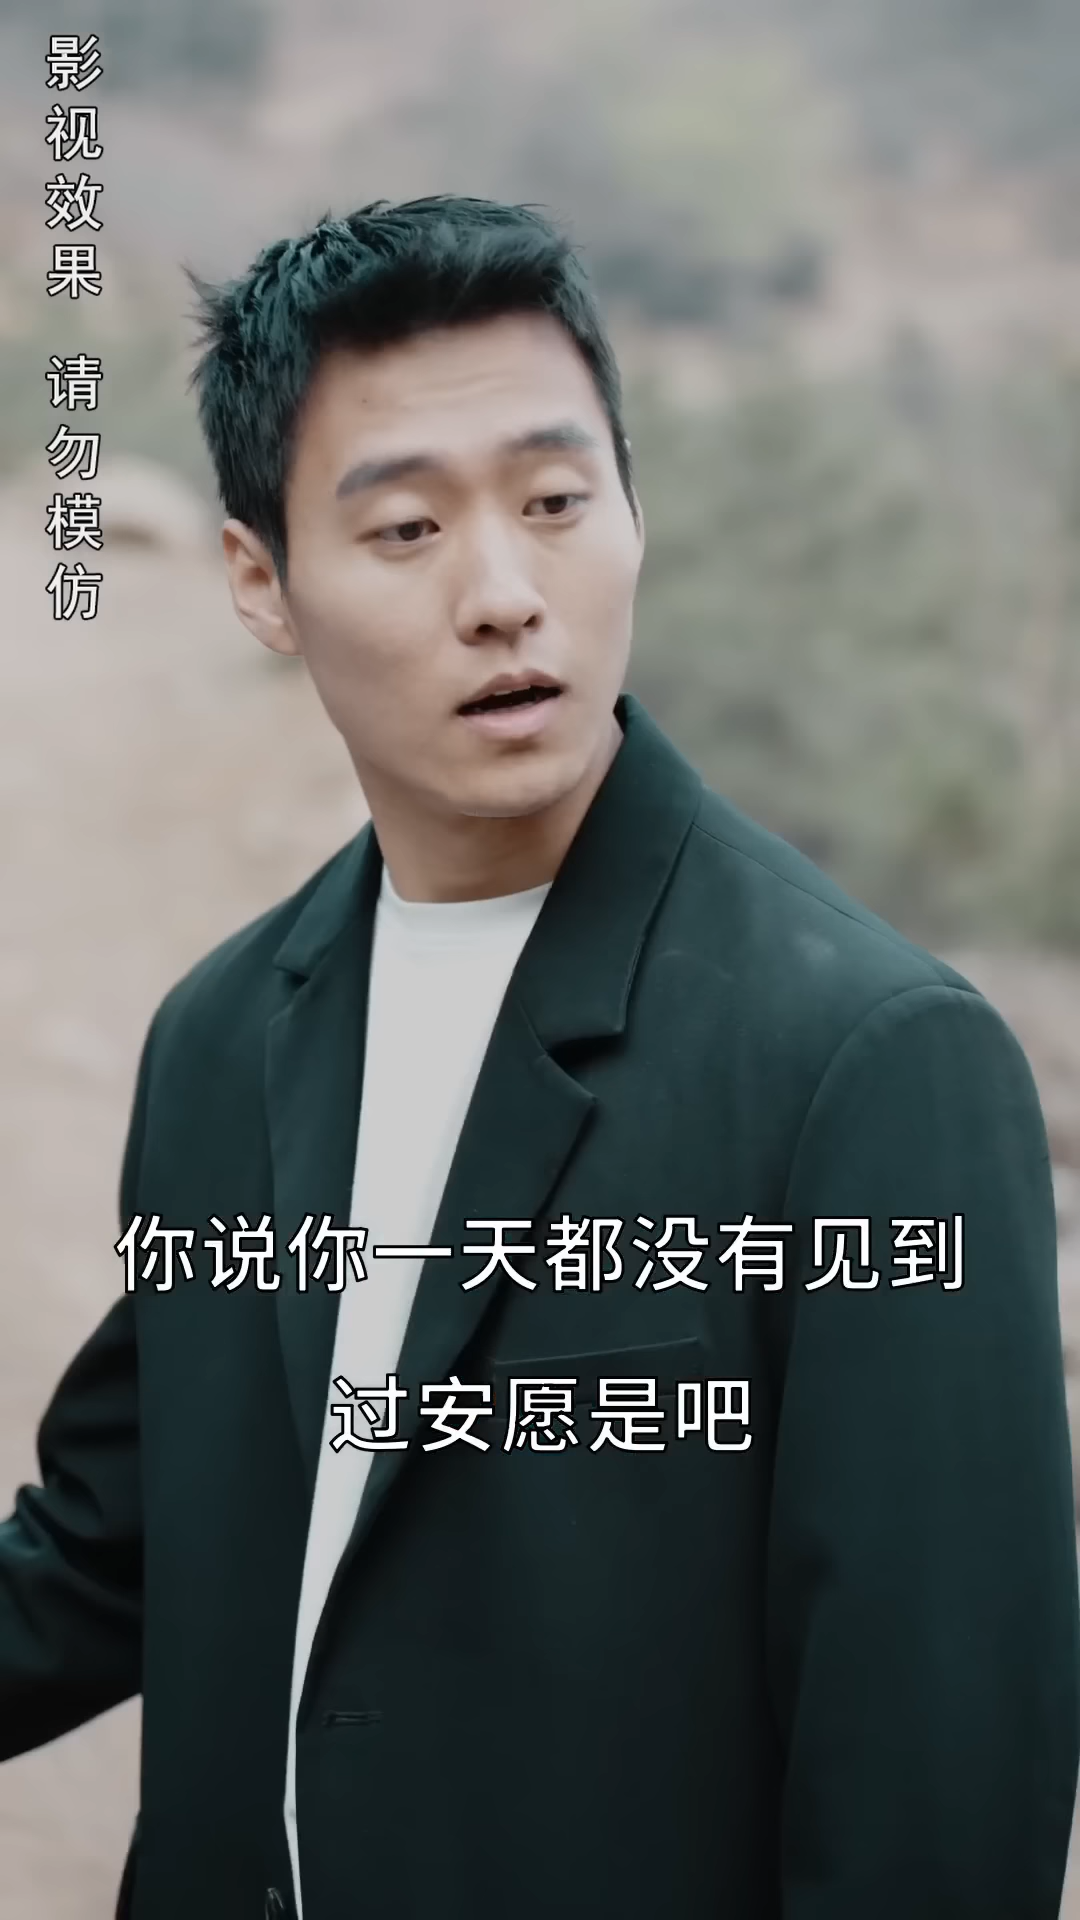 影视效果 请勿模仿
你说你一天都没有见到
过安愿是吧